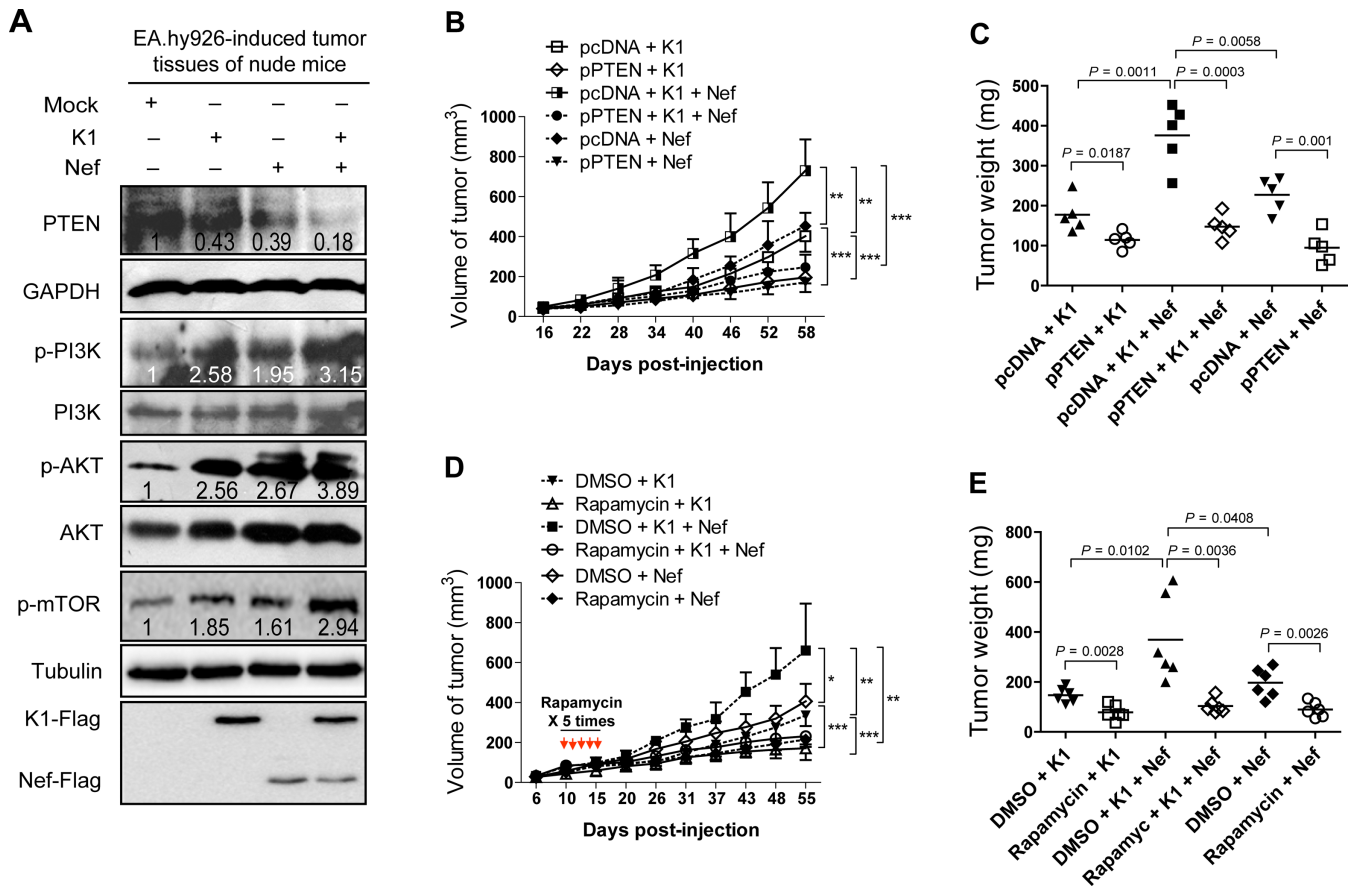 A
EA.hy926-induced tumor
tissues of nude mice
Mock + – – –
K1 – + – +
Nef – – + +
PTEN 1 0.43 0.39 0.18
GAPDH
p-PI3K 1 2.58 1.95 3.15
PI3K
p-AKT 1 2.56 2.67 3.89
AKT
p-mTOR 1 1.85 1.61 2.94
Tubulin
K1-Flag
Nef-Flag
B
pcDNA + K1
pPTEN + K1
pcDNA + K1 + Nef
pPTEN + K1 + Nef
pcDNA + Nef
pPTEN + Nef
Volume of tumor (mm³)
1000
800
600
400
200
0
16 22 28 34 40 46 52 58
Days post-injection
** ** ***
*** ***
C
Tumor weight (mg)
500
400
300
200
100
0
P = 0.0058
P = 0.0011 P = 0.0003
P = 0.0187 P = 0.001
pcDNA + K1
pPTEN + K1
pcDNA + K1 + Nef
pPTEN + K1 + Nef
pcDNA + Nef
pPTEN + Nef
D
DMSO + K1
Rapamycin + K1
DMSO + K1 + Nef
Rapamycin + K1 + Nef
DMSO + Nef
Rapamycin + Nef
Volume of tumor (mm³)
1000
800
600
400
200
0
Rapamycin
X 5 times
6 10 15 20 26 31 37 43 48 55
Days post-injection
* ** **
*** ***
E
Tumor weight (mg)
800
600
400
200
0
P = 0.0408
P = 0.0102 P = 0.0036
P = 0.0028 P = 0.0026
DMSO + K1
Rapamycin + K1
DMSO + K1 + Nef
Rapamyc + K1 + Nef
DMSO + Nef
Rapamycin + Nef